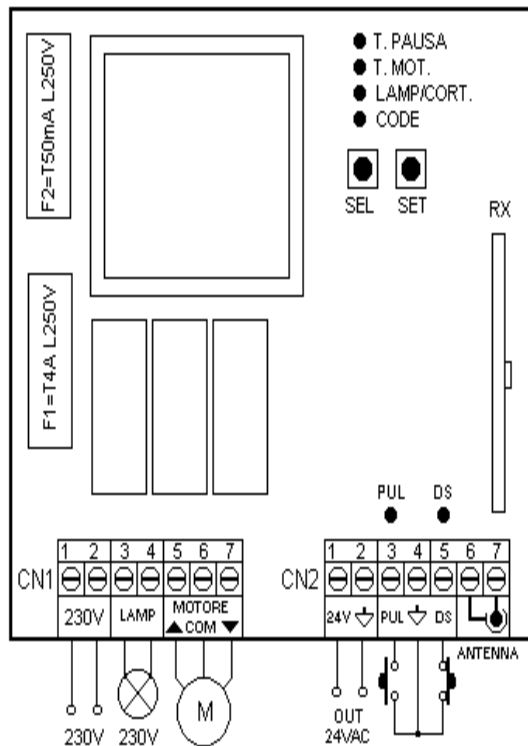 T. PAUSA
T. MOT.
LAMP/CORT.
CODE
SEL SET
RX
F2=T50mA L250V
F1=T4A L250V
PUL DS
1 2 3 4 5 6 7
CN1
230V LAMP MOTORE
▲COM▼
230V 230V M
1 2 3 4 5 6 7
CN2
24V PUL DS
ANTENNA
OUT
24VAC